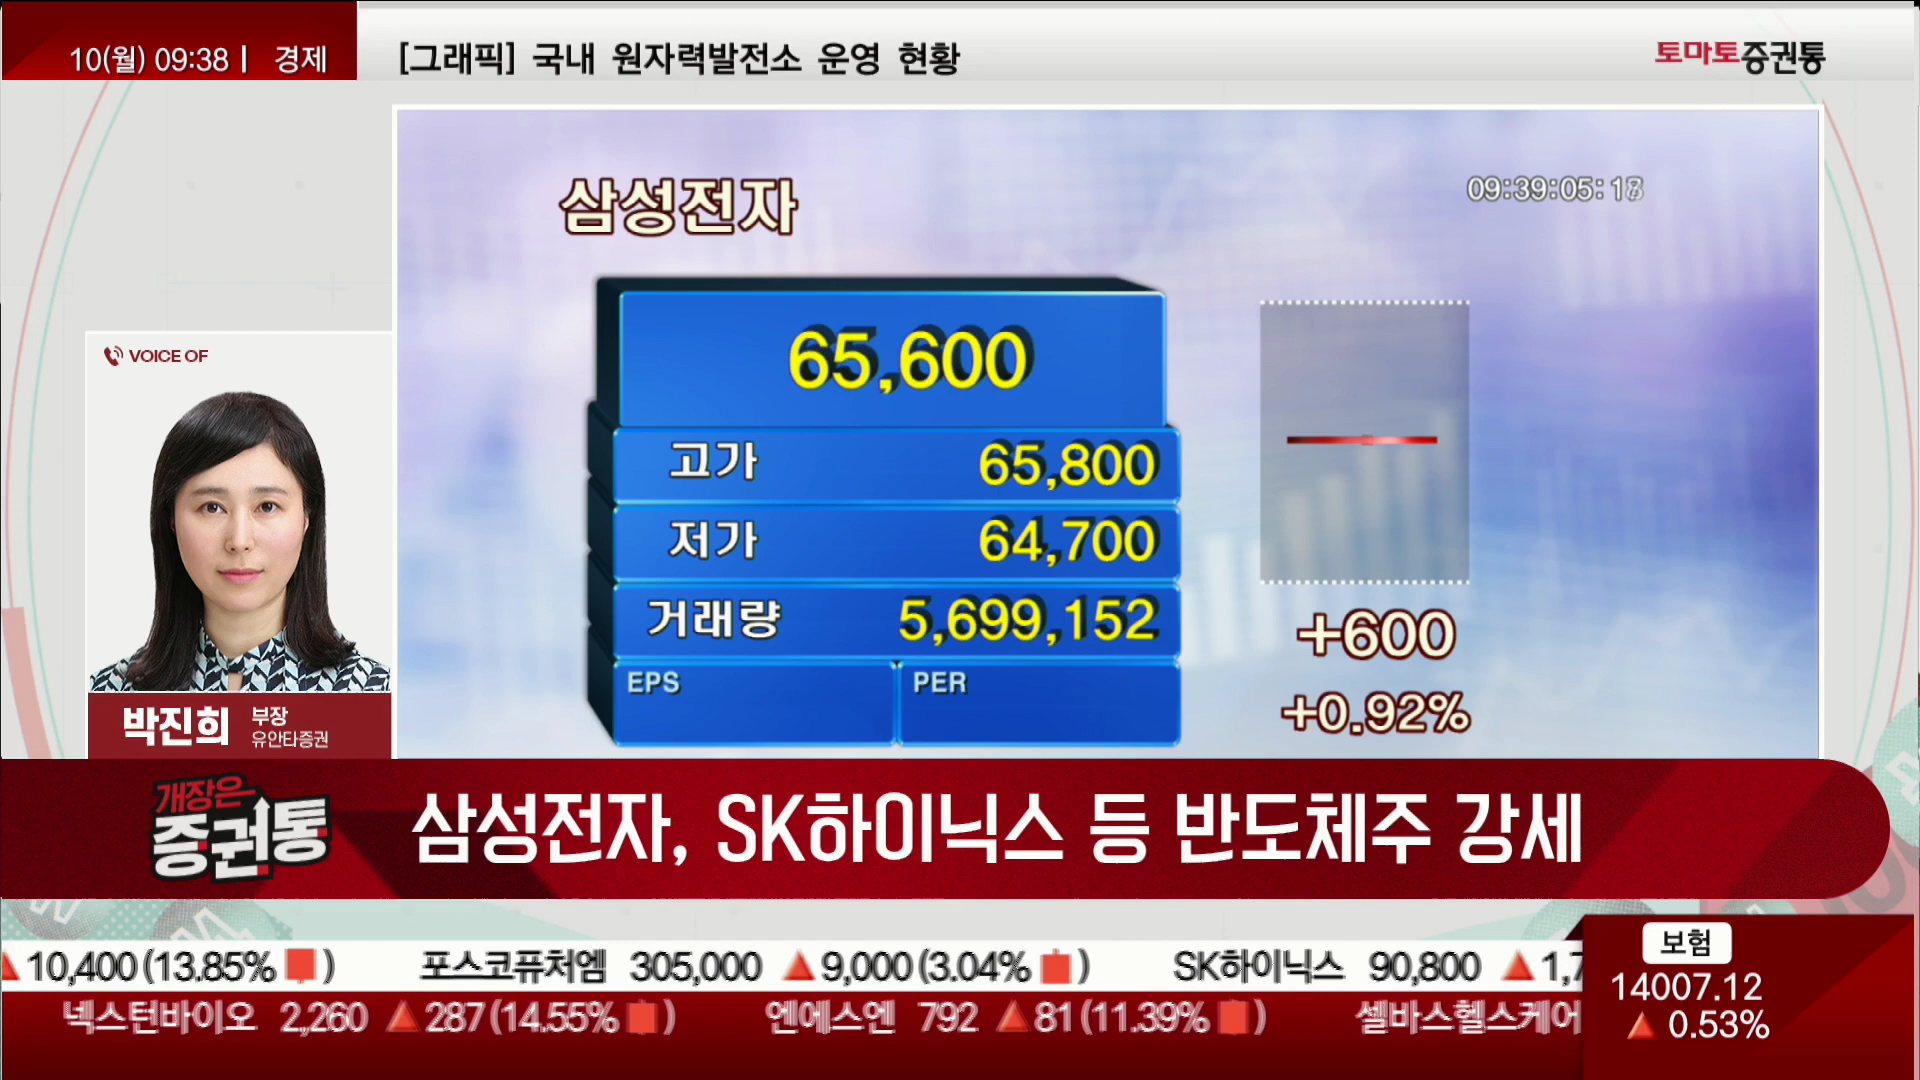 10(월) 09:38 | 경제
[그래픽] 국내 원자력발전소 운영 현황
토마토증권통
삼성전자
65,600
고가 65,800
저가 64,700
거래량 5,699,152
EPS PER
+600
+0.92%
VOICE OF
박진희 부장
유안타증권
개장은
증권통
삼성전자, SK하이닉스 등 반도체주 강세
▲10,400(13.85% ) 포스코퓨처엠 305,000 ▲9,000(3.04% ) SK하이닉스 90,800 ▲1,7
넥스턴바이오 2,260 ▲287(14.55% ) 엔에스엔 792 ▲81(11.39% ) 셀바스헬스케어
보험
14007.12
▲ 0.53%